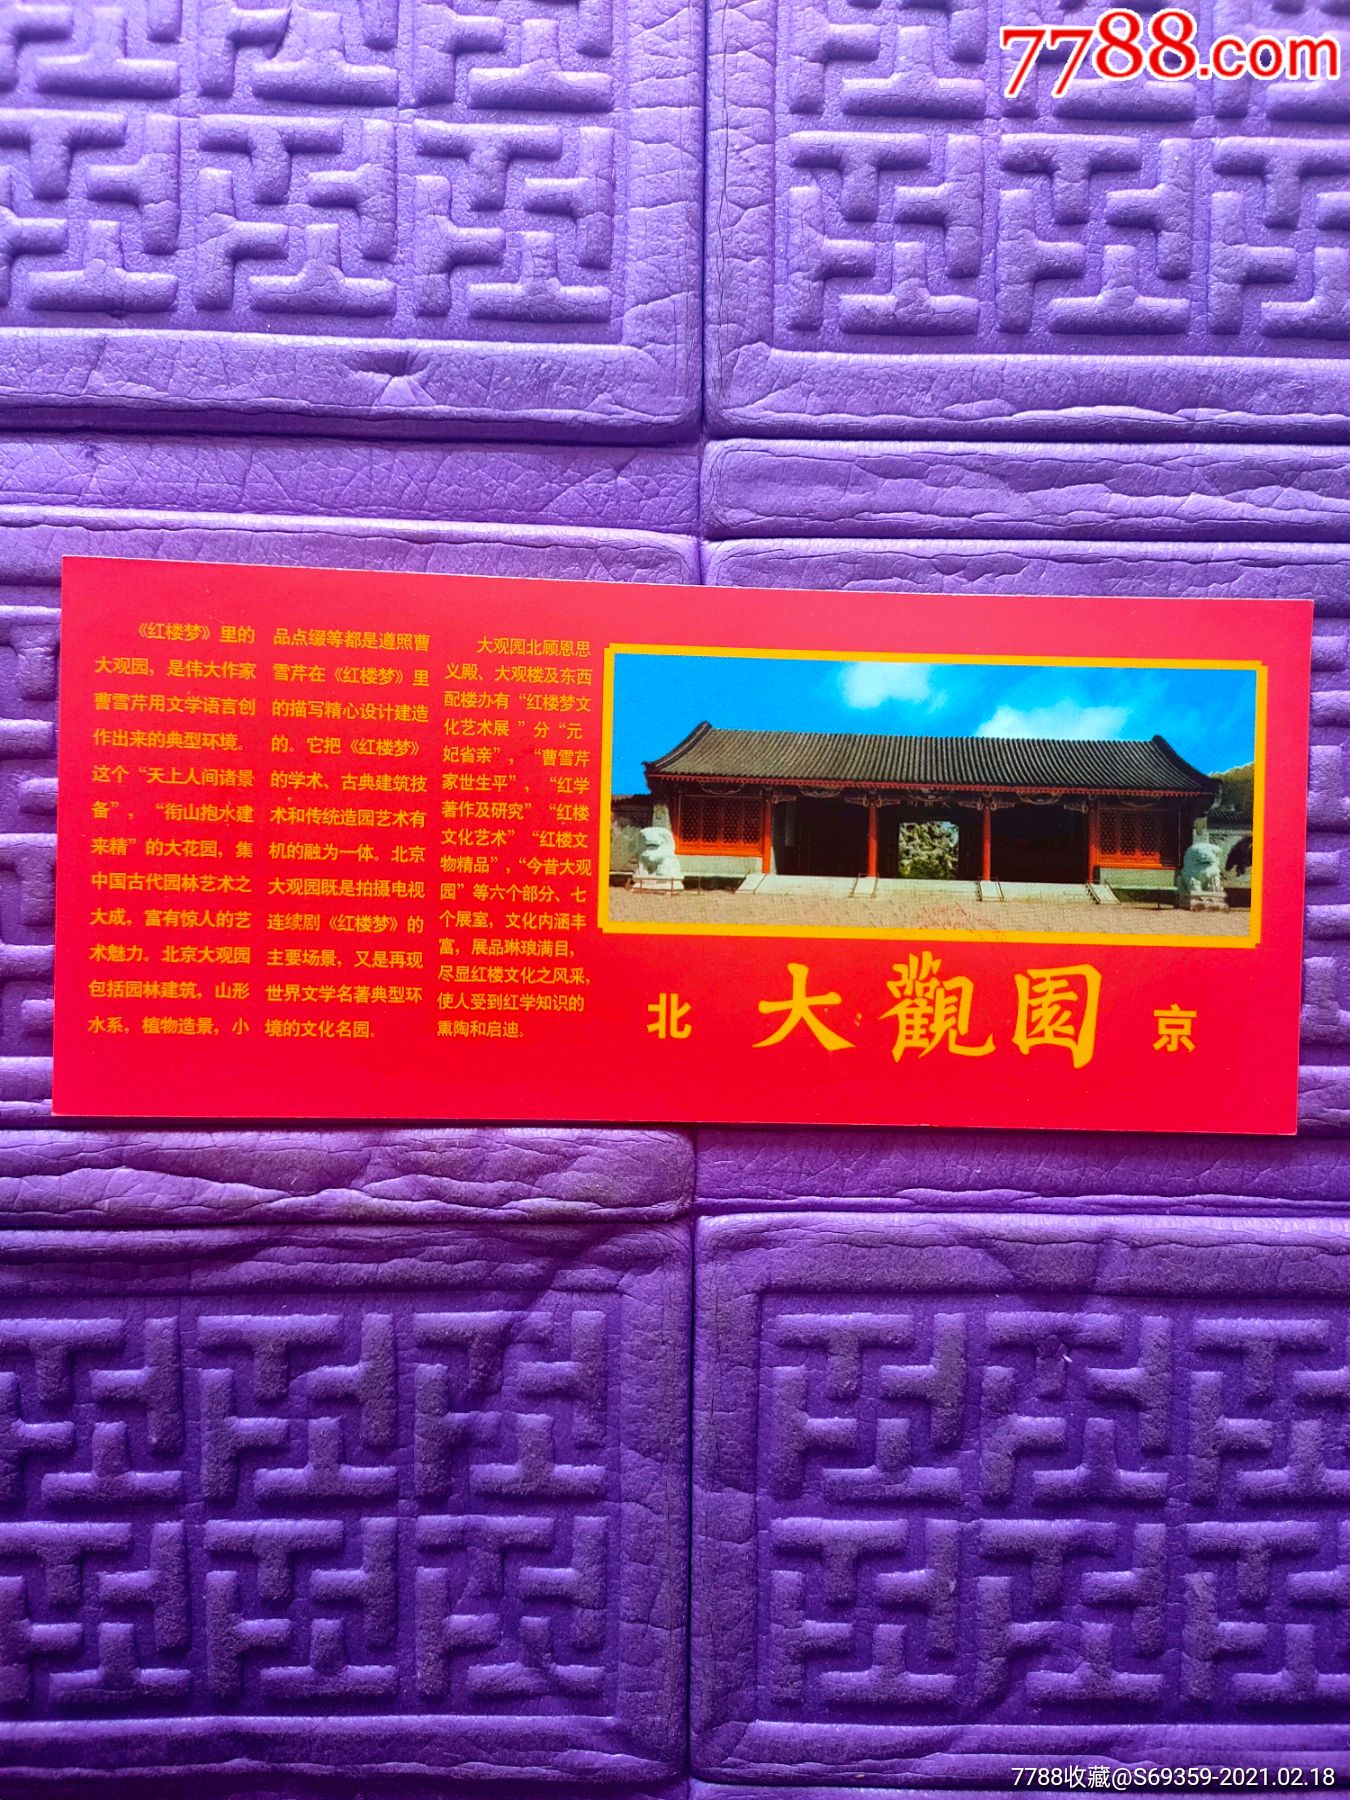 7788.com
《红楼梦》里的
大观园，是伟大作家
曹雪芹用文学语言创
作出来的典型环境。
这个“天上人间诸景
备”，“衔山抱水建
来精”的大花园，集
中国古代园林艺术之
大成，富有惊人的艺
术魅力。北京大观园
包括园林建筑，山形
水系，植物造景，小
品点缀等都是遵照曹
雪芹在《红楼梦》里
的描写精心设计建造
的。它把《红楼梦》
的学术、古典建筑技
术和传统造园艺术有
机的融为一体。北京
大观园既是拍摄电视
连续剧《红楼梦》的
主要场景，又是再现
世界文学名著典型环
境的文化名园。
大观园北顾恩思
义殿、大观楼及东西
配楼办有“红楼梦文
化艺术展”分“元
妃省亲”，“曹雪芹
家世生平”，“红学
著作及研究”“红楼
文化艺术”“红楼文
物精品”，“今昔大观
园”等六个部分、七
个展室，文化内涵丰
富，展品琳琅满目，
尽显红楼文化之风采，
使人受到红学知识的
熏陶和启迪。
北 大觀園 京
7788收藏@S69359-2021.02.18